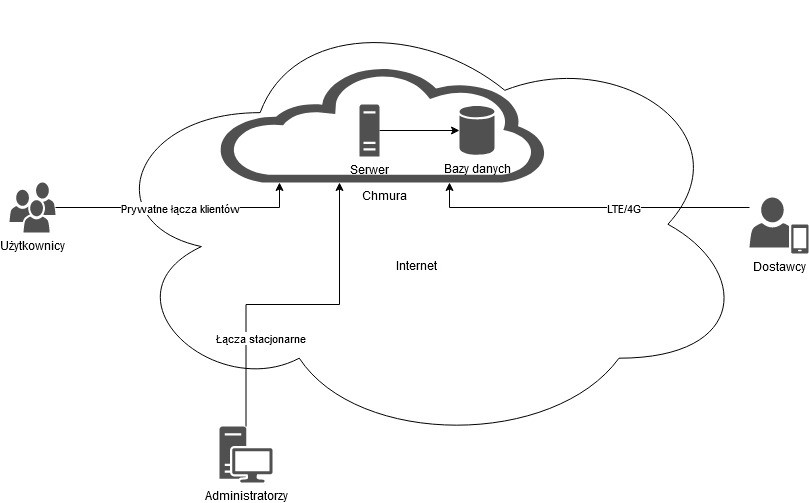 Serwer
Bazy danych
Chmura
Prywatne łącza klientów
LTE/4G
Użytkownicy
Internet
Dostawcy
Łącza stacjonarne
Administratorzy